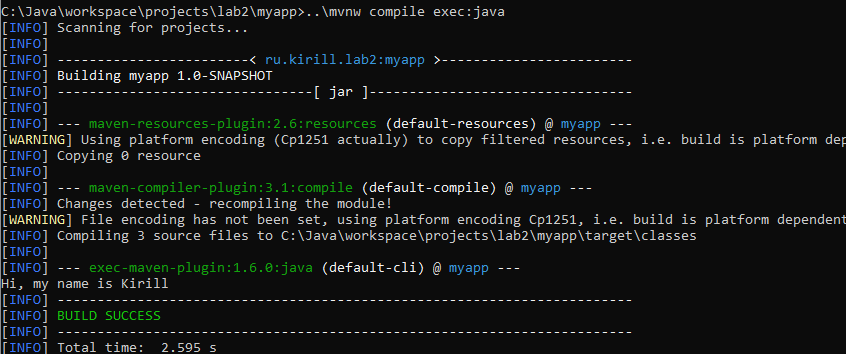 C:\Java\workspace\projects\lab2\myapp>..\mvnw compile exec:java
[INFO] Scanning for projects...
[INFO]
[INFO] ------------------------< ru.kirill.lab2:myapp >------------------------
[INFO] Building myapp 1.0-SNAPSHOT
[INFO] --------------------------------[ jar ]---------------------------------
[INFO]
[INFO] --- maven-resources-plugin:2.6:resources (default-resources) @ myapp ---
[WARNING] Using platform encoding (Cp1251 actually) to copy filtered resources, i.e. build is platform dep
[INFO] Copying 0 resource
[INFO]
[INFO] --- maven-compiler-plugin:3.1:compile (default-compile) @ myapp ---
[INFO] Changes detected - recompiling the module!
[WARNING] File encoding has not been set, using platform encoding Cp1251, i.e. build is platform dependent
[INFO] Compiling 3 source files to C:\Java\workspace\projects\lab2\myapp\target\classes
[INFO]
[INFO] --- exec-maven-plugin:1.6.0:java (default-cli) @ myapp ---
Hi, my name is Kirill
[INFO] ------------------------------------------------------------------------
[INFO] BUILD SUCCESS
[INFO] ------------------------------------------------------------------------
[INFO] Total time:  2.595 s